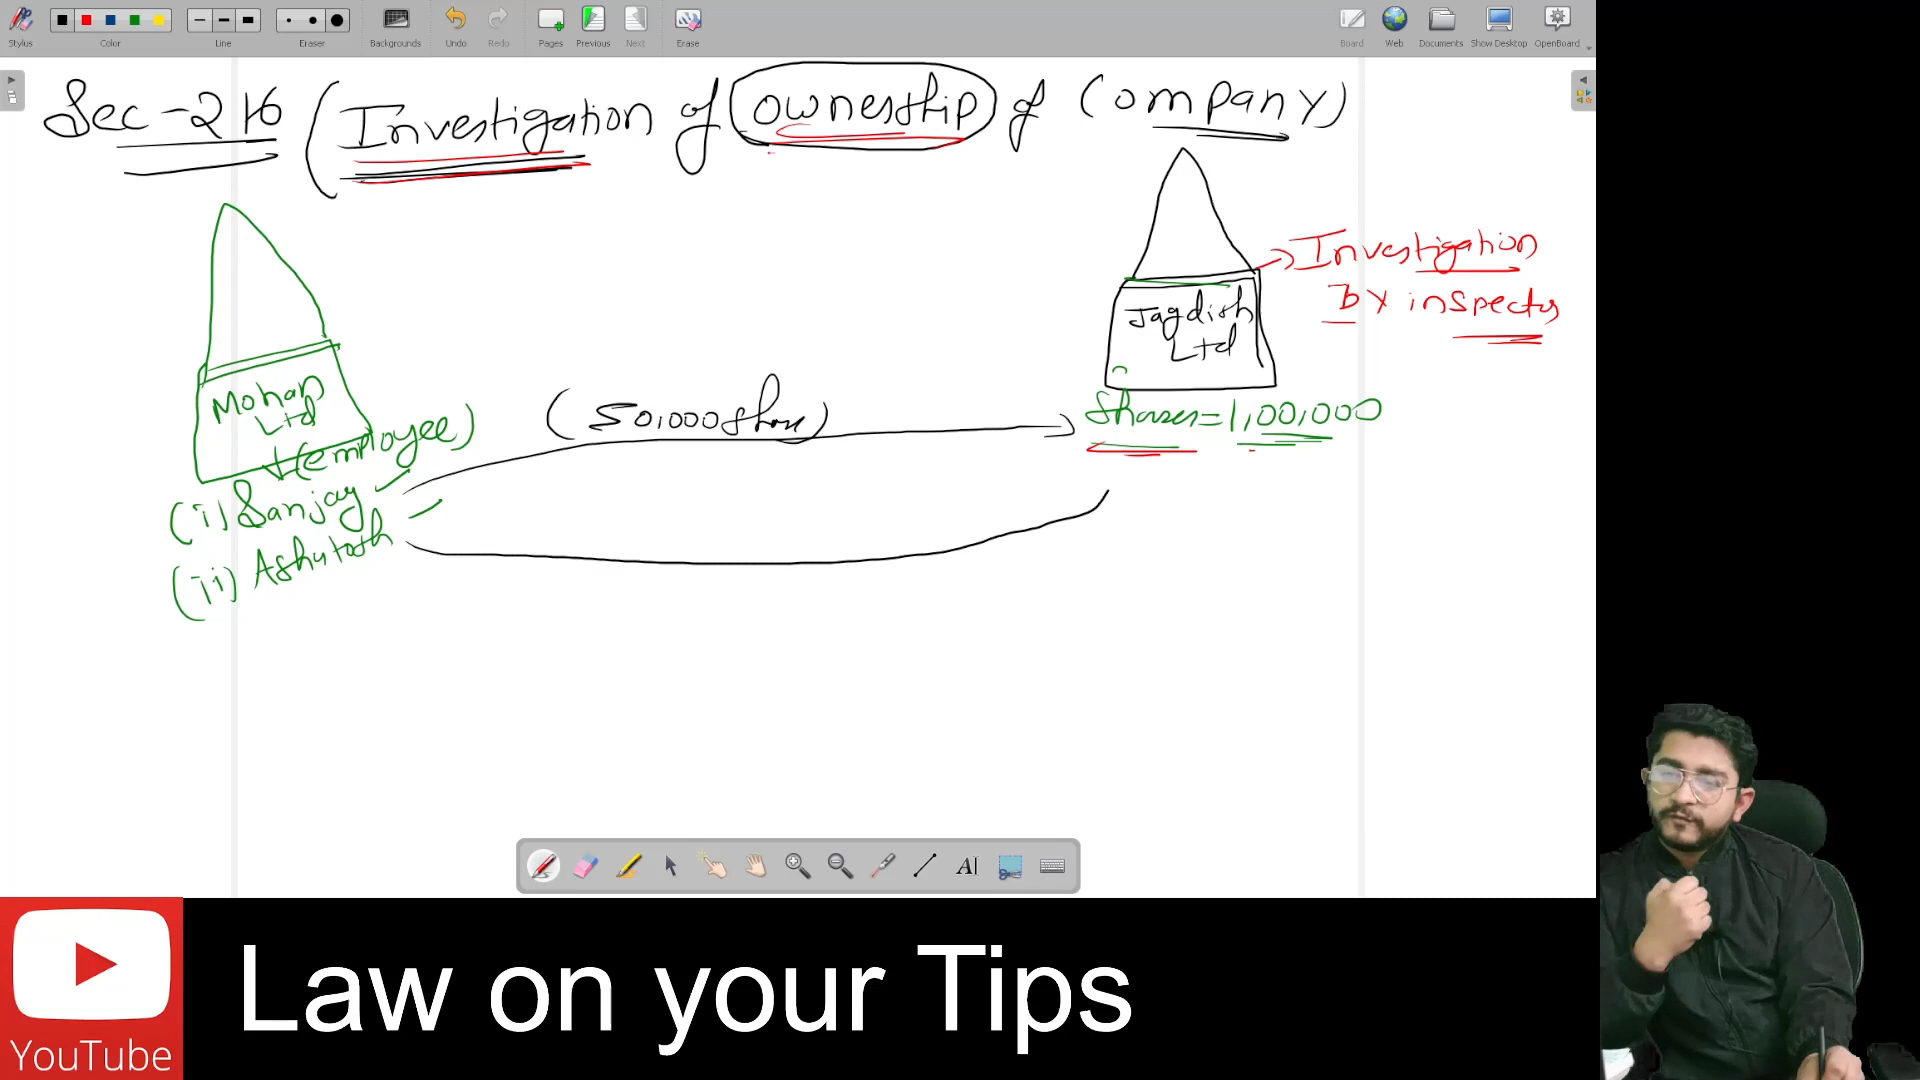 Stylus Color Line Eraser Backgrounds Undo Redo Pages Previous Next Erase Board Web Documents Show Desktop OpenBoard
Sec-216 (Investigation of ownership of Company)
Investigation
By inspector
Jagdish
Ltd
Mohan
Ltd
(employee)
(50,000 Share)
Shares = 1,00,000
(i) Sanjay
(ii) Ashutosh
A
YouTube
Law on your Tips